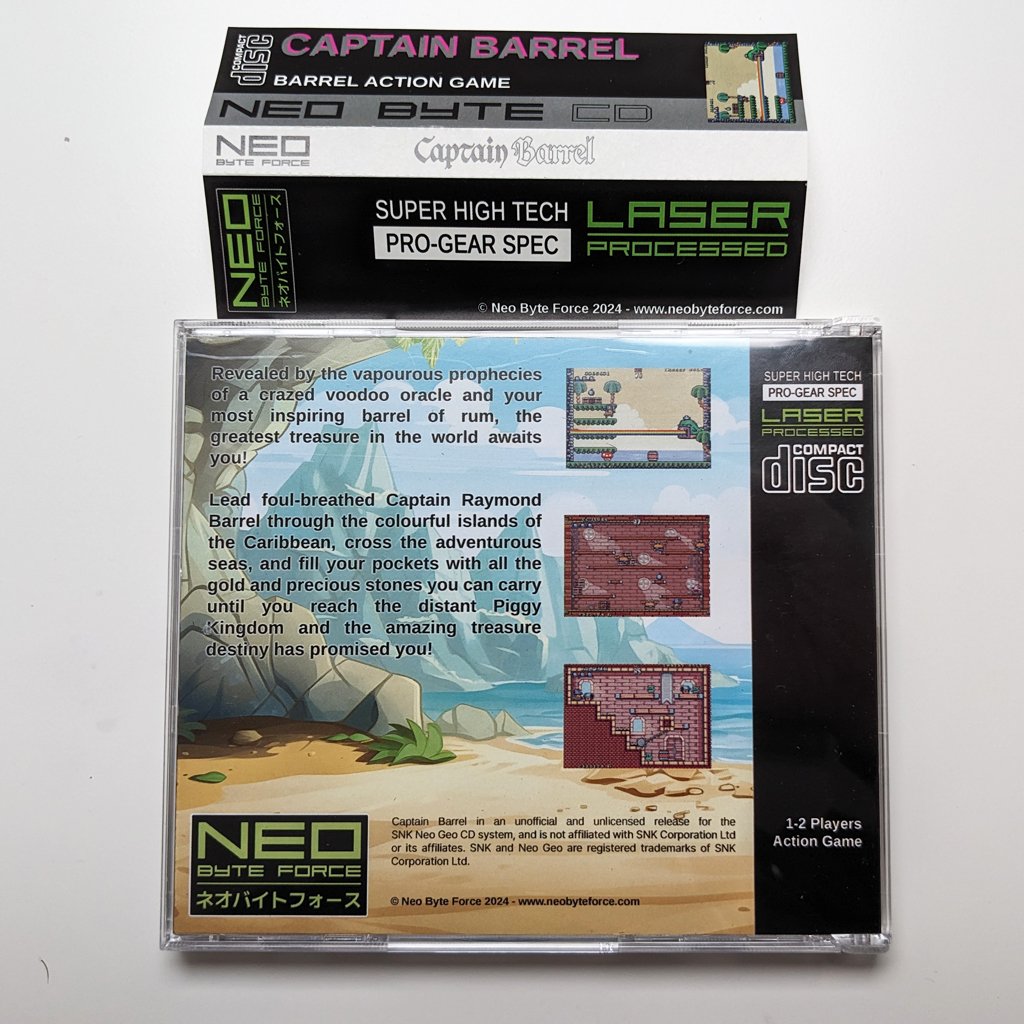 COMPACT
disc
CAPTAIN BARREL
BARREL ACTION GAME
NEO BYTE CD
NEO
BYTE FORCE
Captain Barrel
NEO
BYTE FORCE
ネオバイトフォース
SUPER HIGH TECH
PRO-GEAR SPEC
LASER
PROCESSED
© Neo Byte Force 2024 - www.neobyteforce.com
Revealed by the vapourous prophecies
of a crazed voodoo oracle and your
most inspiring barrel of rum, the
greatest treasure in the world awaits
you!
Lead foul-breathed Captain Raymond
Barrel through the colourful islands of
the Caribbean, cross the adventurous
seas, and fill your pockets with all the
gold and precious stones you can carry
until you reach the distant Piggy
Kingdom and the amazing treasure
destiny has promised you!
SUPER HIGH TECH
PRO-GEAR SPEC
LASER
PROCESSED
COMPACT
disc
1-2 Players
Action Game
NEO
BYTE FORCE
ネオバイトフォース
Captain Barrel in an unofficial and unlicensed release for the
SNK Neo Geo CD system, and is not affiliated with SNK Corporation Ltd
or its affiliates. SNK and Neo Geo are registered trademarks of SNK
Corporation Ltd.
© Neo Byte Force 2024 - www.neobyteforce.com